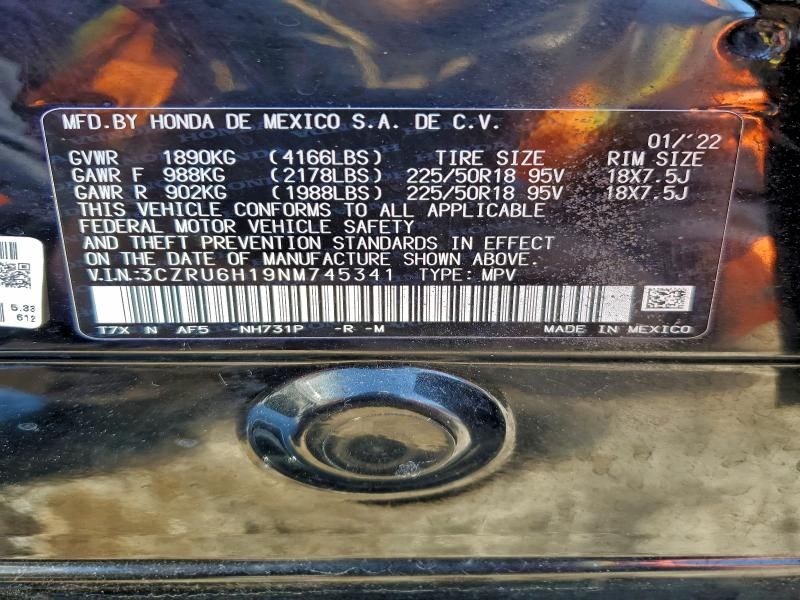 MFD.BY HONDA DE MEXICO S.A. DE C.V.
01/'22
GVWR 1890KG (4166LBS) TIRE SIZE RIM SIZE
GAWR F 988KG (2178LBS) 225/50R18 95V 18X7.5J
GAWR R 902KG (1988LBS) 225/50R18 95V 18X7.5J
THIS VEHICLE CONFORMS TO ALL APPLICABLE
FEDERAL MOTOR VEHICLE SAFETY
AND THEFT PREVENTION STANDARDS IN EFFECT
ON THE DATE OF MANUFACTURE SHOWN ABOVE.
V.I.N.:3CZRU6H19NM745341 TYPE: MPV
T7X N AF5 -NH731P -R -M MADE IN MEXICO
612